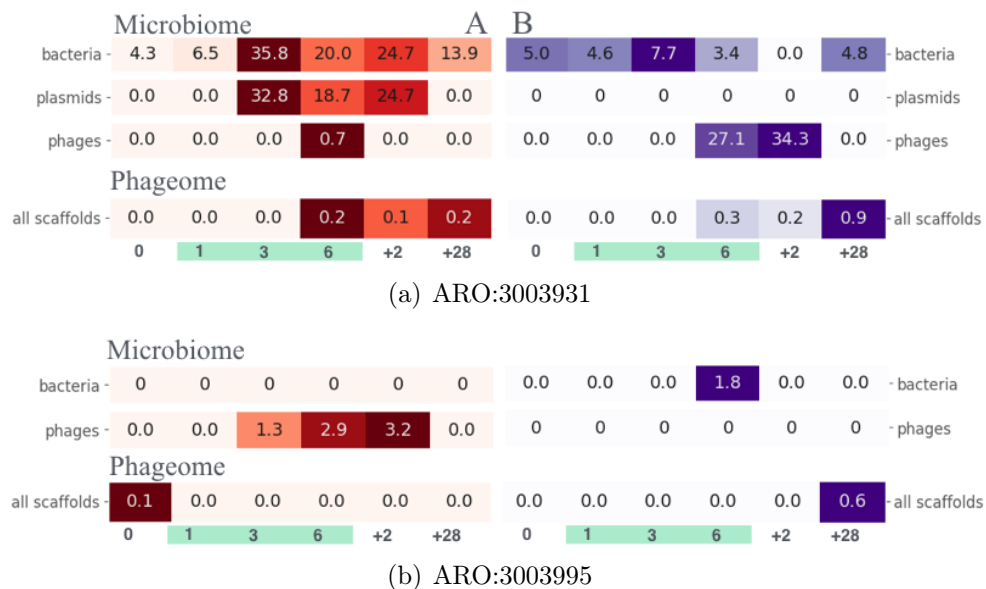 Microbiome A B
bacteria 4.3 6.5 35.8 20.0 24.7 13.9 5.0 4.6 7.7 3.4 0.0 4.8 bacteria
plasmids 0.0 0.0 32.8 18.7 24.7 0.0 0 0 0 0 0 0 plasmids
phages 0.0 0.0 0.0 0.7 0.0 0.0 0.0 0.0 0.0 27.1 34.3 0.0 phages
Phageome
all scaffolds 0.0 0.0 0.0 0.2 0.1 0.2 0.0 0.0 0.0 0.3 0.2 0.9 all scaffolds
0 1 3 6 +2 +28 0 1 3 6 +2 +28
(a) ARO:3003931
Microbiome
bacteria 0 0 0 0 0 0 0.0 0.0 0.0 1.8 0.0 0.0 bacteria
phages 0.0 0.0 1.3 2.9 3.2 0.0 0 0 0 0 0 0 phages
Phageome
all scaffolds 0.1 0.0 0.0 0.0 0.0 0.0 0.0 0.0 0.0 0.0 0.0 0.6 all scaffolds
0 1 3 6 +2 +28 0 1 3 6 +2 +28
(b) ARO:3003995